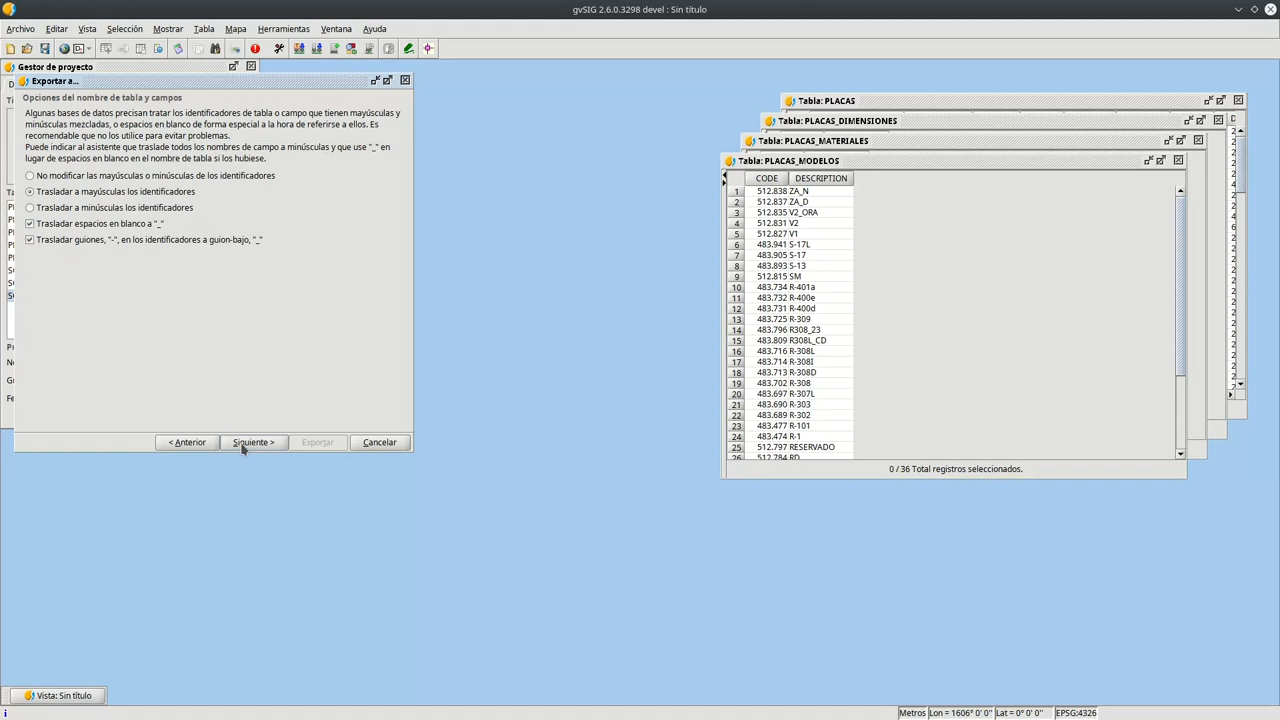 gvSIG 2.6.0.3298 devel : Sin título
Archivo Editar Vista Selección Mostrar Tabla Mapa Herramientas Ventana Ayuda
Gestor de proyecto
Exportar a...
Opciones del nombre de tabla y campos
Algunas bases de datos precisan tratar los identificadores de tabla o campo que tienen mayúsculas y
minúsculas mezcladas, o espacios en blanco de forma especial a la hora de referirse a ellos. Es
recomendable que no los utilice para evitar problemas.
Puede indicar al asistente que traslade todos los nombres de campo a minúsculas y que use "_" en
lugar de espacios en blanco en el nombre de tabla si los hubiese.
No modificar las mayúsculas o minúsculas de los identificadores
Trasladar a mayúsculas los identificadores
Trasladar a minúsculas los identificadores
Trasladar espacios en blanco a "_"
Trasladar guiones, "-", en los identificadores a guion-bajo, "_"
< Anterior Siguiente > Exportar Cancelar
Tabla: PLACAS
Tabla: PLACAS_DIMENSIONES
Tabla: PLACAS_MATERIALES
Tabla: PLACAS_MODELOS
CODE DESCRIPTION
1 512.838 ZA_N
2 512.837 ZA_D
3 512.835 V2_ORA
4 512.831 V2
5 512.827 V1
6 483.941 S-17L
7 483.905 S-17
8 483.893 S-13
9 512.815 SM
10 483.734 R-401a
11 483.732 R-400e
12 483.731 R-400d
13 483.725 R-309
14 483.796 R308_23
15 483.809 R308L_CD
16 483.716 R-308L
17 483.714 R-308I
18 483.713 R-308D
19 483.702 R-308
20 483.697 R-307L
21 483.690 R-303
22 483.689 R-302
23 483.477 R-101
24 483.474 R-1
25 512.797 RESERVADO
26 512.784 RD
0 / 36 Total registros seleccionados.
Vista: Sin título
Metros Lon = 1606° 0' 0'' Lat = 0° 0' 0'' EPSG:4326